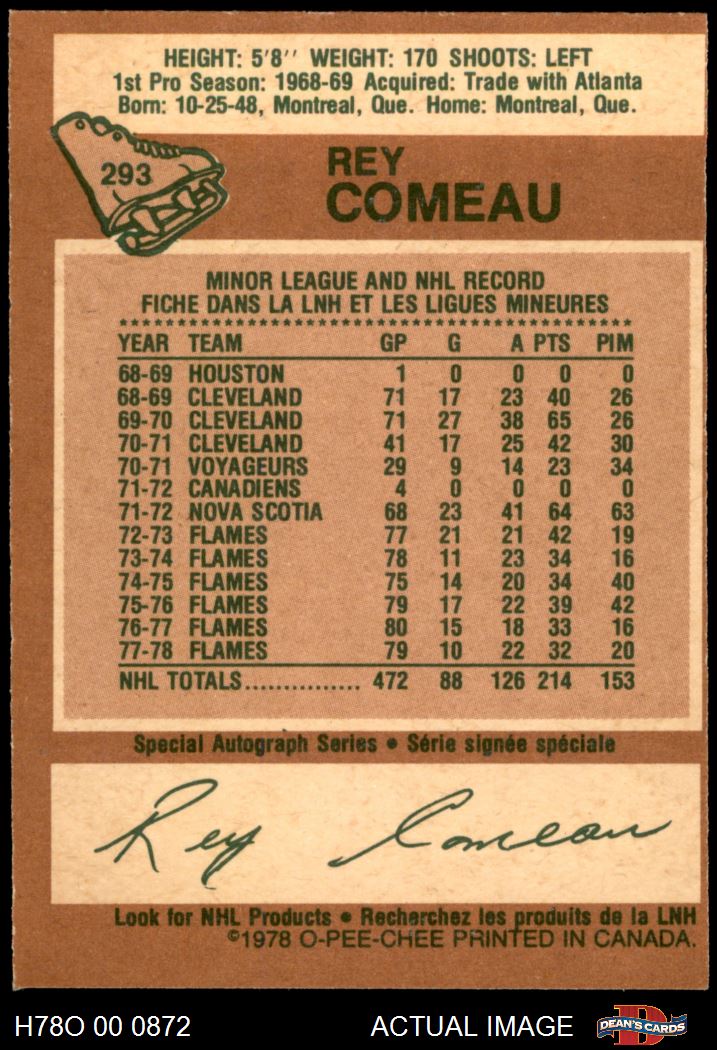 HEIGHT: 5'8'' WEIGHT: 170 SHOOTS: LEFT
1st Pro Season: 1968-69 Acquired: Trade with Atlanta
Born: 10-25-48, Montreal, Que. Home: Montreal, Que.
293
REY
COMEAU
MINOR LEAGUE AND NHL RECORD
FICHE DANS LA LNH ET LES LIGUES MINEURES
YEAR TEAM GP G A PTS PIM
68-69 HOUSTON 1 0 0 0 0
68-69 CLEVELAND 71 17 23 40 26
69-70 CLEVELAND 71 27 38 65 26
70-71 CLEVELAND 41 17 25 42 30
70-71 VOYAGEURS 29 9 14 23 34
71-72 CANADIENS 4 0 0 0 0
71-72 NOVA SCOTIA 68 23 41 64 63
72-73 FLAMES 77 21 21 42 19
73-74 FLAMES 78 11 23 34 16
74-75 FLAMES 75 14 20 34 40
75-76 FLAMES 79 17 22 39 42
76-77 FLAMES 80 15 18 33 16
77-78 FLAMES 79 10 22 32 20
NHL TOTALS............... 472 88 126 214 153
Special Autograph Series • Série signée spéciale
Rey Comeau
Look for NHL Products • Recherchez les produits de la LNH
©1978 O-PEE-CHEE PRINTED IN CANADA.
H78O 00 0872 ACTUAL IMAGE DEAN'S CARDS